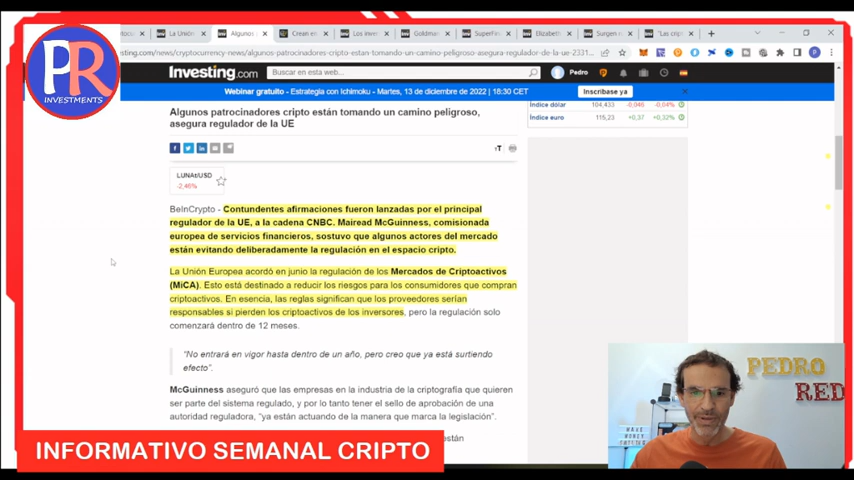 La Unión
Algunos
Crean es
Los inver
Goldman
SuperFin
Elizabeth
Surgen n
"Las crip
sting.com/news/cryptocurrency-news/algunos-patrocinadores-cripto-estan-tomando-un-camino-peligroso-asegura-regulador-de-la-ue-2331
PR
INVESTMENTS
Investing.com
Buscar en esta web...
Pedro
Webinar gratuito - Estrategia con Ichimoku - Martes, 13 de diciembre de 2022 | 18:30 CET
Inscríbase ya
Algunos patrocinadores cripto están tomando un camino peligroso,
asegura regulador de la UE
Índice dólar 104,433 -0,046 -0,04%
Índice euro 115,23 +0,37 +0,32%
LUNAt/USD
-2,46%
BeInCrypto - Contundentes afirmaciones fueron lanzadas por el principal
regulador de la UE, a la cadena CNBC. Mairead McGuinness, comisionada
europea de servicios financieros, sostuvo que algunos actores del mercado
están evitando deliberadamente la regulación en el espacio cripto.
La Unión Europea acordó en junio la regulación de los Mercados de Criptoactivos
(MiCA). Esto está destinado a reducir los riesgos para los consumidores que compran
criptoactivos. En esencia, las reglas significan que los proveedores serían
responsables si pierden los criptoactivos de los inversores, pero la regulación solo
comenzará dentro de 12 meses.
"No entrará en vigor hasta dentro de un año, pero creo que ya está surtiendo
efecto".
McGuinness aseguró que las empresas en la industria de la criptografía que quieren
ser parte del sistema regulado, y por lo tanto tener el sello de aprobación de una
autoridad reguladora, "ya están actuando de la manera que marca la legislación".
están
PEDRO
RED
INFORMATIVO SEMANAL CRIPTO